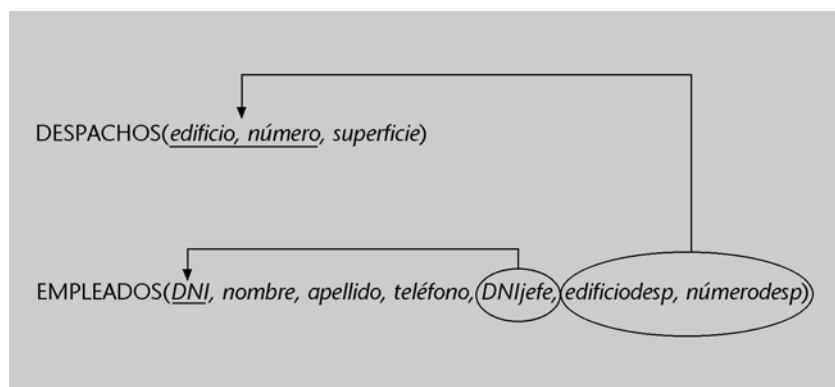 DESPACHOS(edificio, número, superficie)
EMPLEADOS(DNI, nombre, apellido, teléfono, DNIjefe, edificiodesp, númerodesp)